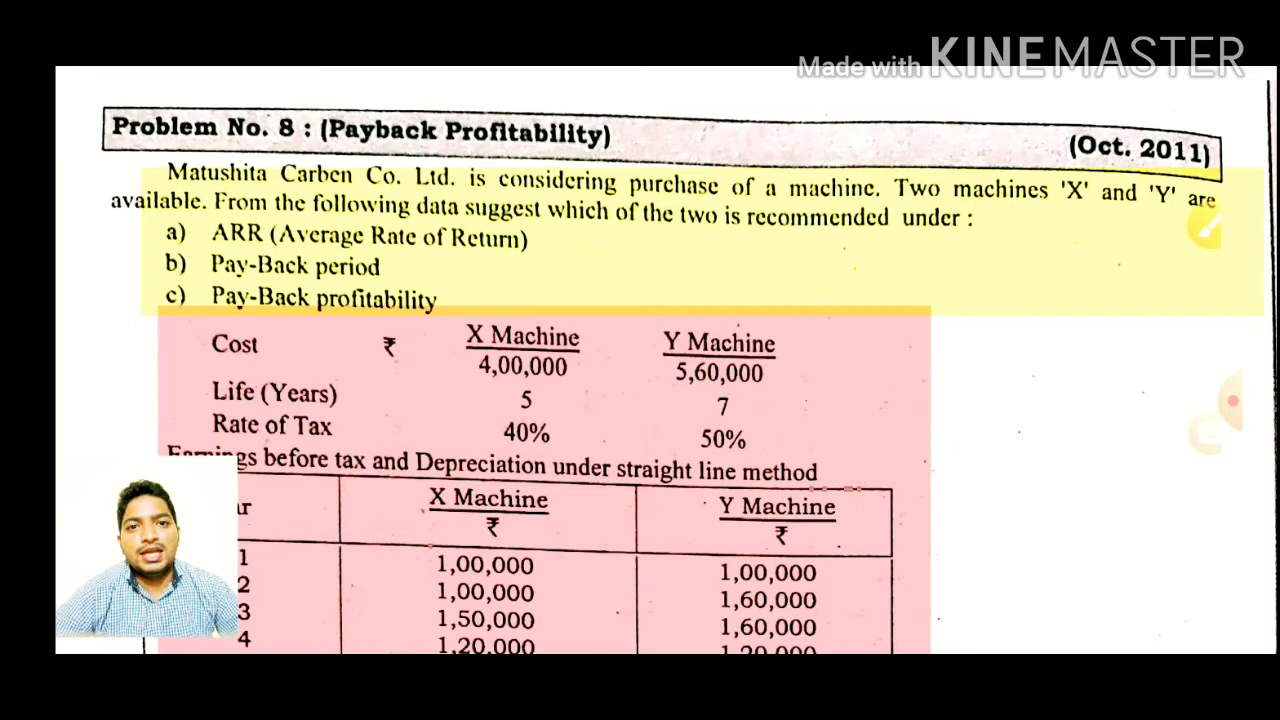 Made with KINEMASTER
Problem No. 8 : (Payback Profitability) (Oct. 2011)
Matushita Carben Co. Ltd. is considering purchase of a machine. Two machines 'X' and 'Y' are
available. From the following data suggest which of the two is recommended under :
a) ARR (Average Rate of Return)
b) Pay-Back period
c) Pay-Back profitability
X Machine Y Machine
Cost ₹ 4,00,000 5,60,000
Life (Years) 5 7
Rate of Tax 40% 50%
before tax and Depreciation under straight line method
X Machine Y Machine
₹ ₹
1 1,00,000 1,00,000
2 1,00,000 1,60,000
3 1,50,000 1,60,000
4 1,20,000